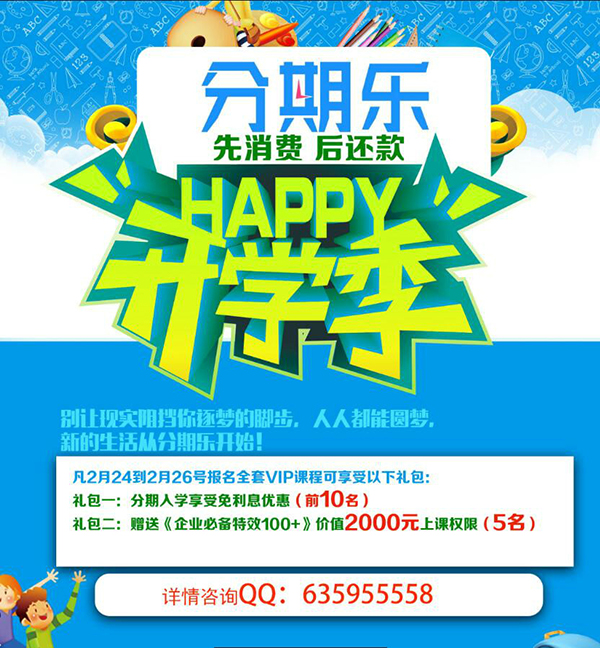 分期乐
先消费 后还款
HAPPY
开学季
别让现实阻挡你逐梦的脚步，人人都能圆梦，
新的生活从分期乐开始！
凡2月24到2月26号报名全套VIP课程可享受以下礼包：
礼包一：分期入学享受免利息优惠（前10名）
礼包二：赠送《企业必备特效100+》价值2000元上课权限（5名）
详情咨询QQ：635955558